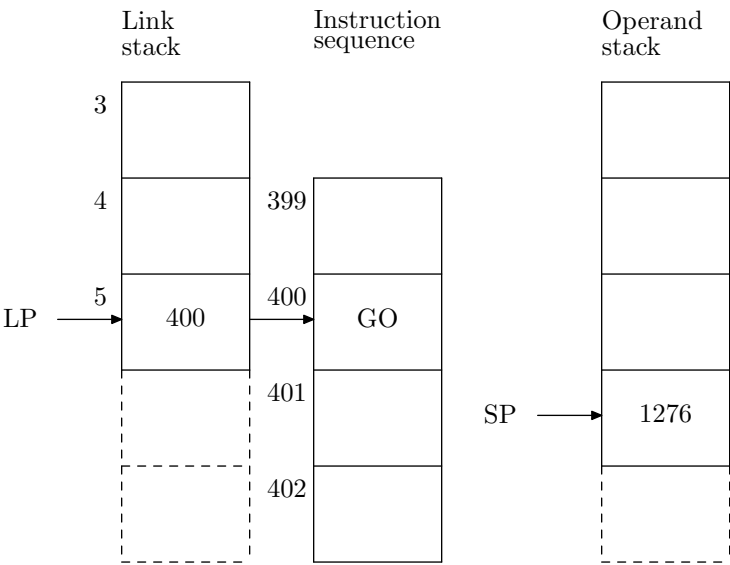 Link
stack
Instruction
sequence
Operand
stack
3
4
399
5
400
LP
400
GO
401
SP
1276
402